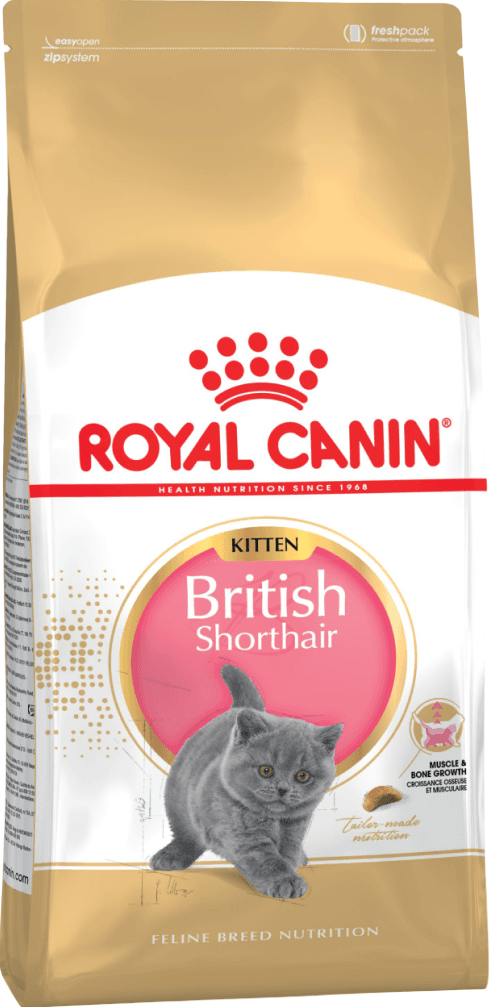 easyopen
zipsystem
freshpack
Protective atmosphere
ROYAL CANIN®
HEALTH NUTRITION SINCE 1968
KITTEN
British
Shorthair
MUSCLE &
BONE GROWTH
CROISSANCE OSSEUSE
ET MUSCULAIRE
Tailor-made
nutrition
FELINE BREED NUTRITION